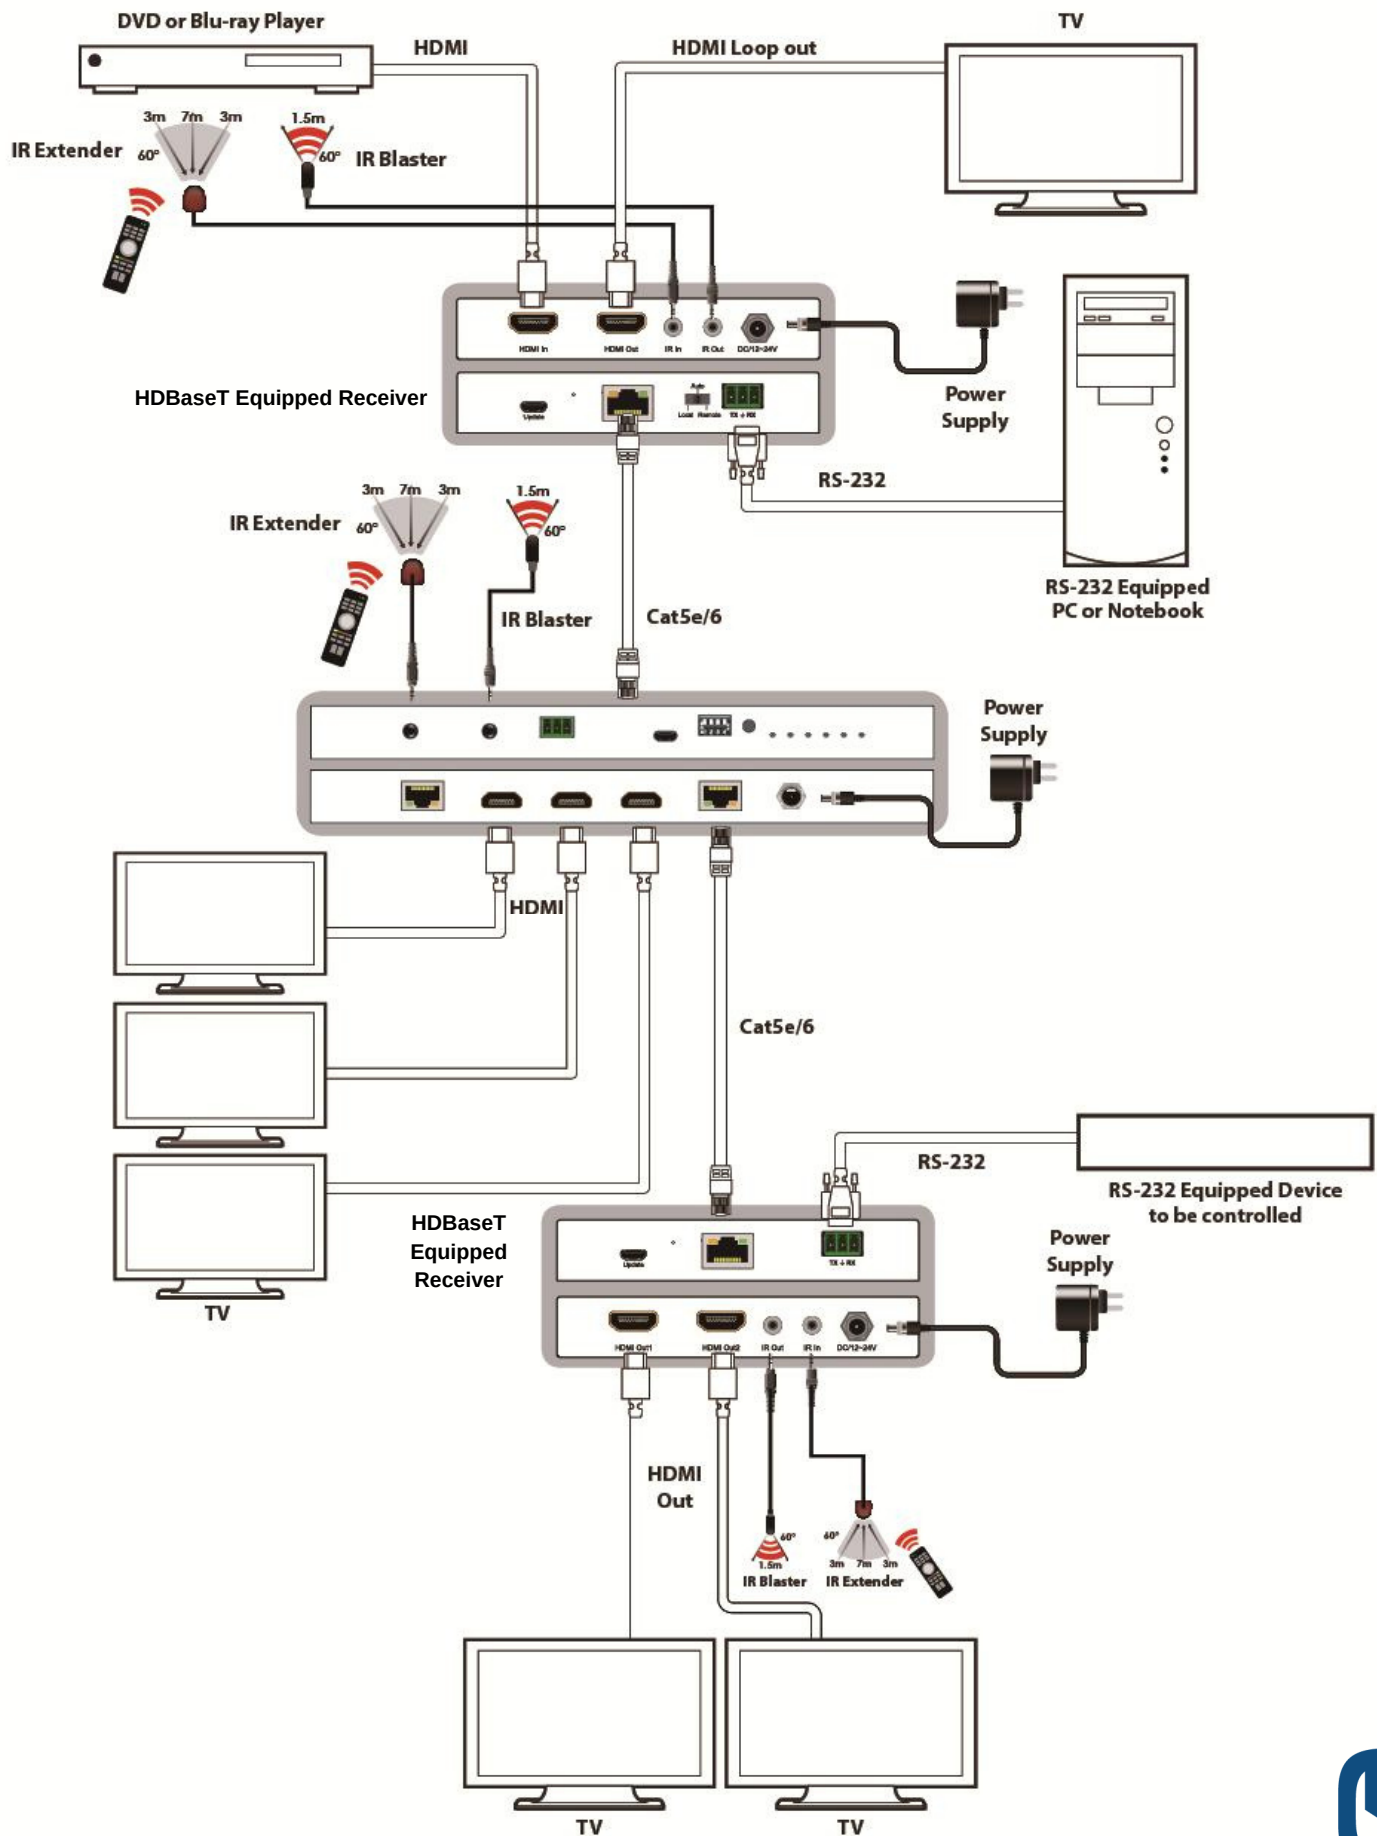 DVD or Blu-ray Player
HDMI
HDMI Loop out
TV
3m 7m 3m
1.5m
IR Extender
60°
60°
IR Blaster
HDMI In
HDMI Out
IR In
IR Out
DC/12~24V
Power
Supply
HDBaseT Equipped Receiver
Update
Auto
Local Remote
TX ⏚ RX
RS-232
3m 7m 3m
1.5m
IR Extender
60°
60°
IR Blaster
Cat5e/6
RS-232 Equipped
PC or Notebook
Power
Supply
HDMI
Cat5e/6
RS-232
RS-232 Equipped Device
to be controlled
HDBaseT
Equipped
Receiver
TV
Update
TX ⏚ RX
Power
Supply
HDMI Out1
HDMI Out2
IR Out
IR In
DC/12~24V
HDMI
Out
60°
1.5m
IR Blaster
60°
3m 7m 3m
IR Extender
TV
TV